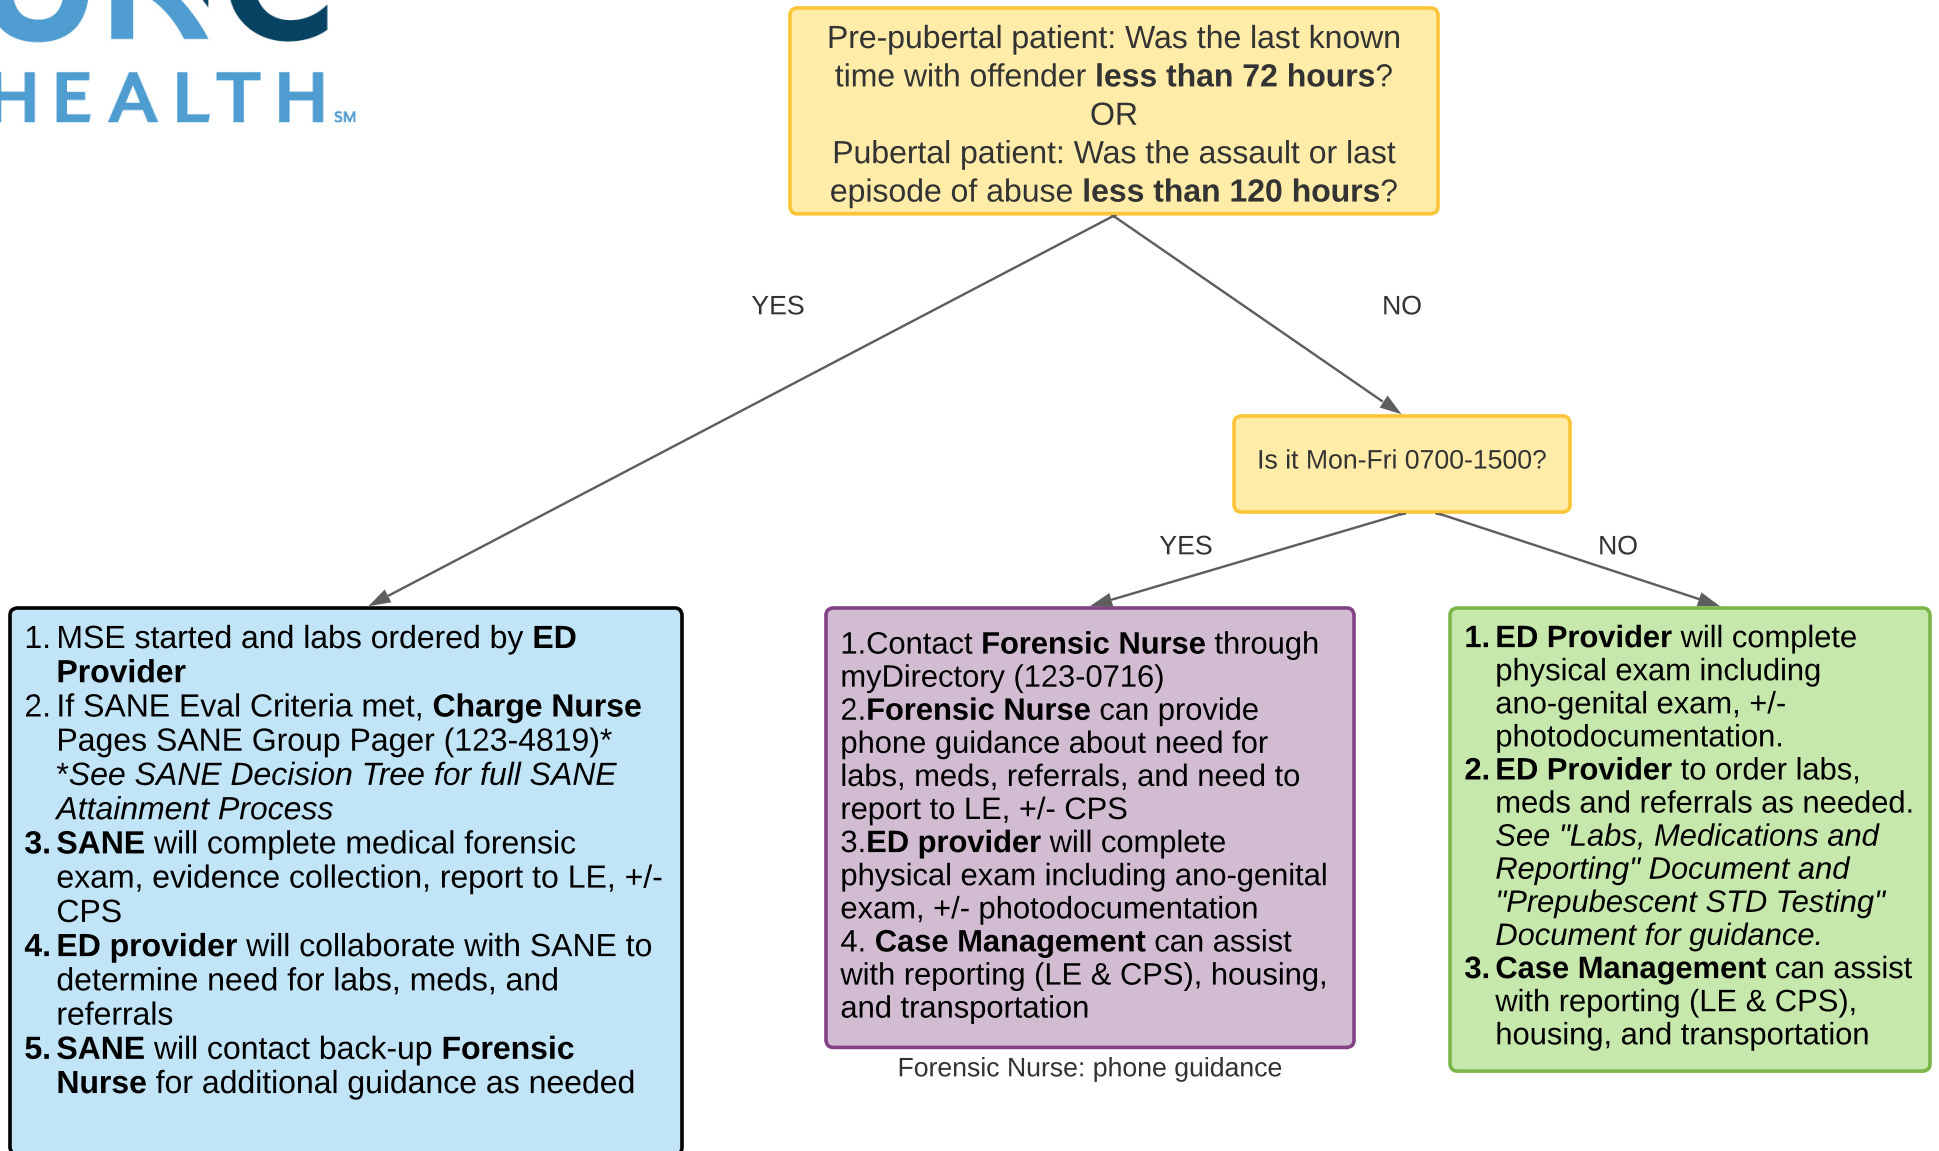 HEALTH SM
Pre-pubertal patient: Was the last known
time with offender less than 72 hours?
OR
Pubertal patient: Was the assault or last
episode of abuse less than 120 hours?
YES
NO
Is it Mon-Fri 0700-1500?
YES
NO
1. MSE started and labs ordered by ED
Provider
2. If SANE Eval Criteria met, Charge Nurse
Pages SANE Group Pager (123-4819)*
*See SANE Decision Tree for full SANE
Attainment Process
3. SANE will complete medical forensic
exam, evidence collection, report to LE, +/-
CPS
4. ED provider will collaborate with SANE to
determine need for labs, meds, and
referrals
5. SANE will contact back-up Forensic
Nurse for additional guidance as needed
1.Contact Forensic Nurse through
myDirectory (123-0716)
2.Forensic Nurse can provide
phone guidance about need for
labs, meds, referrals, and need to
report to LE, +/- CPS
3.ED provider will complete
physical exam including ano-genital
exam, +/- photodocumentation
4. Case Management can assist
with reporting (LE & CPS), housing,
and transportation
Forensic Nurse: phone guidance
1. ED Provider will complete
physical exam including
ano-genital exam, +/-
photodocumentation.
2. ED Provider to order labs,
meds and referrals as needed.
See "Labs, Medications and
Reporting" Document and
"Prepubescent STD Testing"
Document for guidance.
3. Case Management can assist
with reporting (LE & CPS),
housing, and transportation